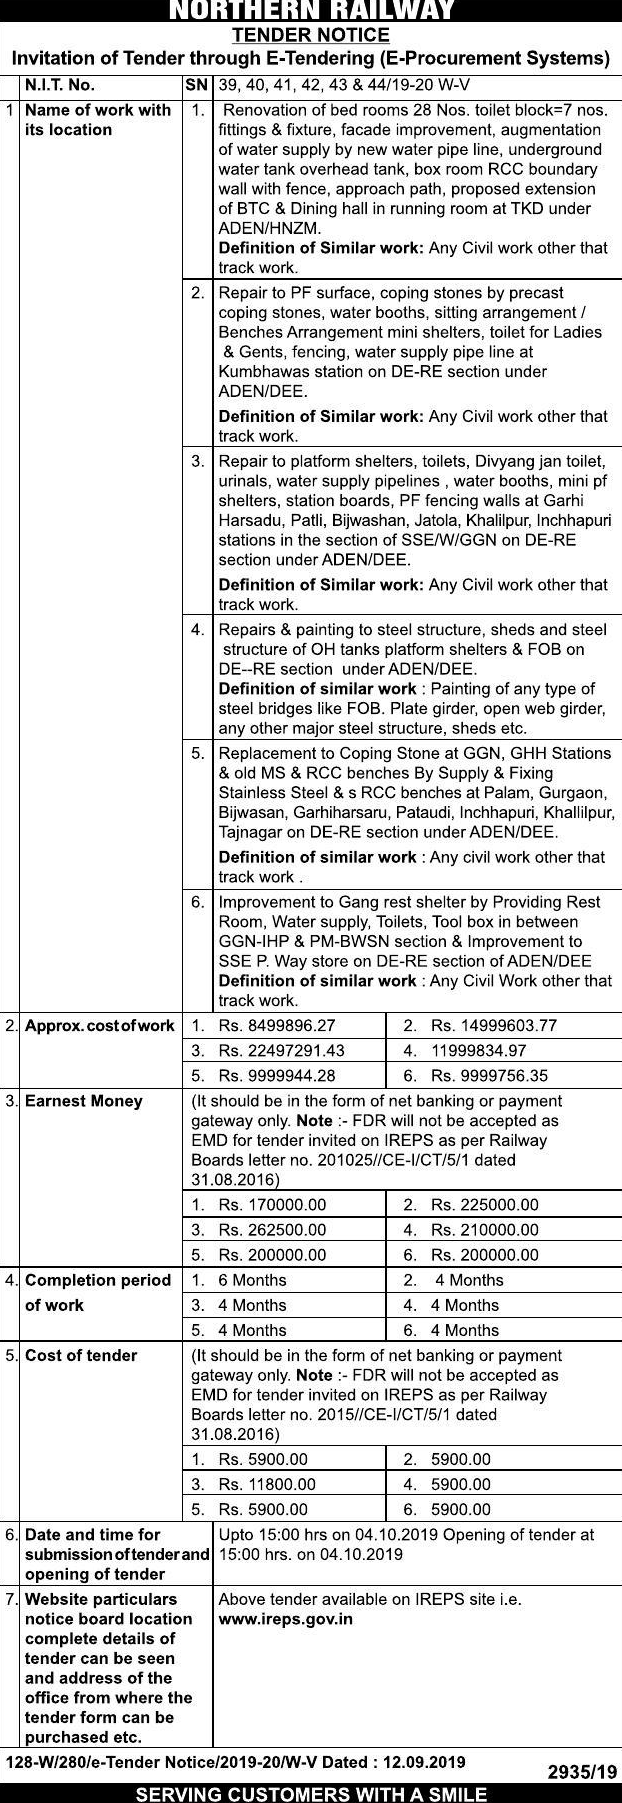 NORTHERN RAILWAY
TENDER NOTICE
Invitation of Tender through E-Tendering (E-Procurement Systems)
N.I.T. No. SN 39, 40, 41, 42, 43 & 44/19-20 W-V
1 Name of work with its location
1. Renovation of bed rooms 28 Nos. toilet block=7 nos.
fittings & fixture, facade improvement, augmentation
of water supply by new water pipe line, underground
water tank overhead tank, box room RCC boundary
wall with fence, approach path, proposed extension
of BTC & Dining hall in running room at TKD under
ADEN/HNZM.
Definition of Similar work: Any Civil work other that
track work.
2. Repair to PF surface, coping stones by precast
coping stones, water booths, sitting arrangement /
Benches Arrangement mini shelters, toilet for Ladies
& Gents, fencing, water supply pipe line at
Kumbhawas station on DE-RE section under
ADEN/DEE.
Definition of Similar work: Any Civil work other that
track work.
3. Repair to platform shelters, toilets, Divyang jan toilet,
urinals, water supply pipelines , water booths, mini pf
shelters, station boards, PF fencing walls at Garhi
Harsadu, Patli, Bijwashan, Jatola, Khalilpur, Inchhapuri
stations in the section of SSE/W/GGN on DE-RE
section under ADEN/DEE.
Definition of Similar work: Any Civil work other that
track work.
4. Repairs & painting to steel structure, sheds and steel
structure of OH tanks platform shelters & FOB on
DE--RE section under ADEN/DEE.
Definition of similar work : Painting of any type of
steel bridges like FOB. Plate girder, open web girder,
any other major steel structure, sheds etc.
5. Replacement to Coping Stone at GGN, GHH Stations
& old MS & RCC benches By Supply & Fixing
Stainless Steel & s RCC benches at Palam, Gurgaon,
Bijwasan, Garhiharsaru, Pataudi, Inchhapuri, Khallilpur,
Tajnagar on DE-RE section under ADEN/DEE.
Definition of similar work : Any civil work other that
track work .
6. Improvement to Gang rest shelter by Providing Rest
Room, Water supply, Toilets, Tool box in between
GGN-IHP & PM-BWSN section & Improvement to
SSE P. Way store on DE-RE section of ADEN/DEE
Definition of similar work : Any Civil Work other that
track work.
2. Approx. cost of work 1. Rs. 8499896.27 2. Rs. 14999603.77
3. Rs. 22497291.43 4. 11999834.97
5. Rs. 9999944.28 6. Rs. 9999756.35
3. Earnest Money (It should be in the form of net banking or payment
gateway only. Note :- FDR will not be accepted as
EMD for tender invited on IREPS as per Railway
Boards letter no. 201025//CE-I/CT/5/1 dated
31.08.2016)
1. Rs. 170000.00 2. Rs. 225000.00
3. Rs. 262500.00 4. Rs. 210000.00
5. Rs. 200000.00 6. Rs. 200000.00
4. Completion period 1. 6 Months 2. 4 Months
of work 3. 4 Months 4. 4 Months
5. 4 Months 6. 4 Months
5. Cost of tender (It should be in the form of net banking or payment
gateway only. Note :- FDR will not be accepted as
EMD for tender invited on IREPS as per Railway
Boards letter no. 2015//CE-I/CT/5/1 dated
31.08.2016)
1. Rs. 5900.00 2. 5900.00
3. Rs. 11800.00 4. 5900.00
5. Rs. 5900.00 6. 5900.00
6. Date and time for
submission of tender and
opening of tender
Upto 15:00 hrs on 04.10.2019 Opening of tender at
15:00 hrs. on 04.10.2019
7. Website particulars
notice board location
complete details of
tender can be seen
and address of the
office from where the
tender form can be
purchased etc.
Above tender available on IREPS site i.e.
www.ireps.gov.in
128-W/280/e-Tender Notice/2019-20/W-V Dated : 12.09.2019
2935/19
SERVING CUSTOMERS WITH A SMILE